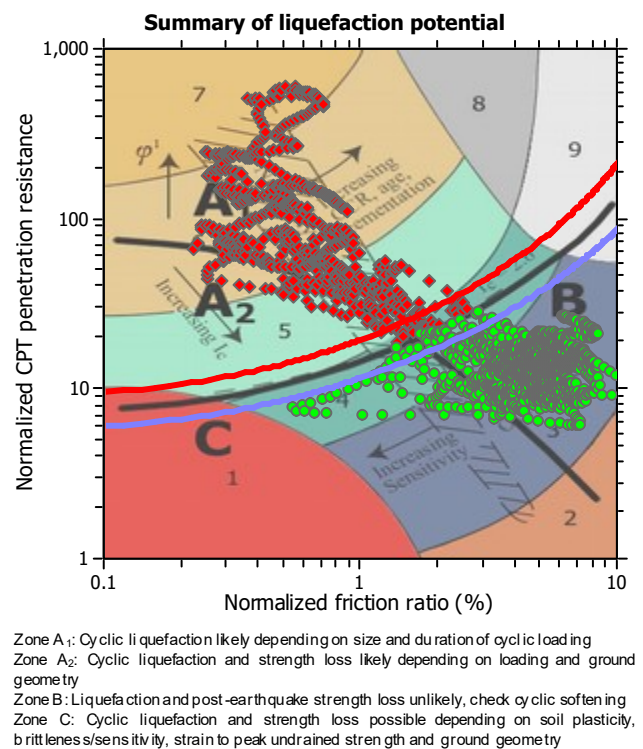 Summary of liquefaction potential
1,000
7
8
9
φ'
Increasing
OCR, age,
cementation
100
A1
A2
Increasing Ic
B
5
10
4
C
3
Increasing
Sensitivity
1
2
1
0.1
1
10
Normalized CPT penetration resistance
Normalized friction ratio (%)
Zone A1: Cyclic liquefaction likely depending on size and duration of cyclic loading
Zone A2: Cyclic liquefaction and strength loss likely depending on loading and ground
geometry
Zone B: Liquefaction and post-earthquake strength loss unlikely, check cyclic softening
Zone C: Cyclic liquefaction and strength loss possible depending on soil plasticity,
brittleness/sensitivity, strain to peak undrained strength and ground geometry